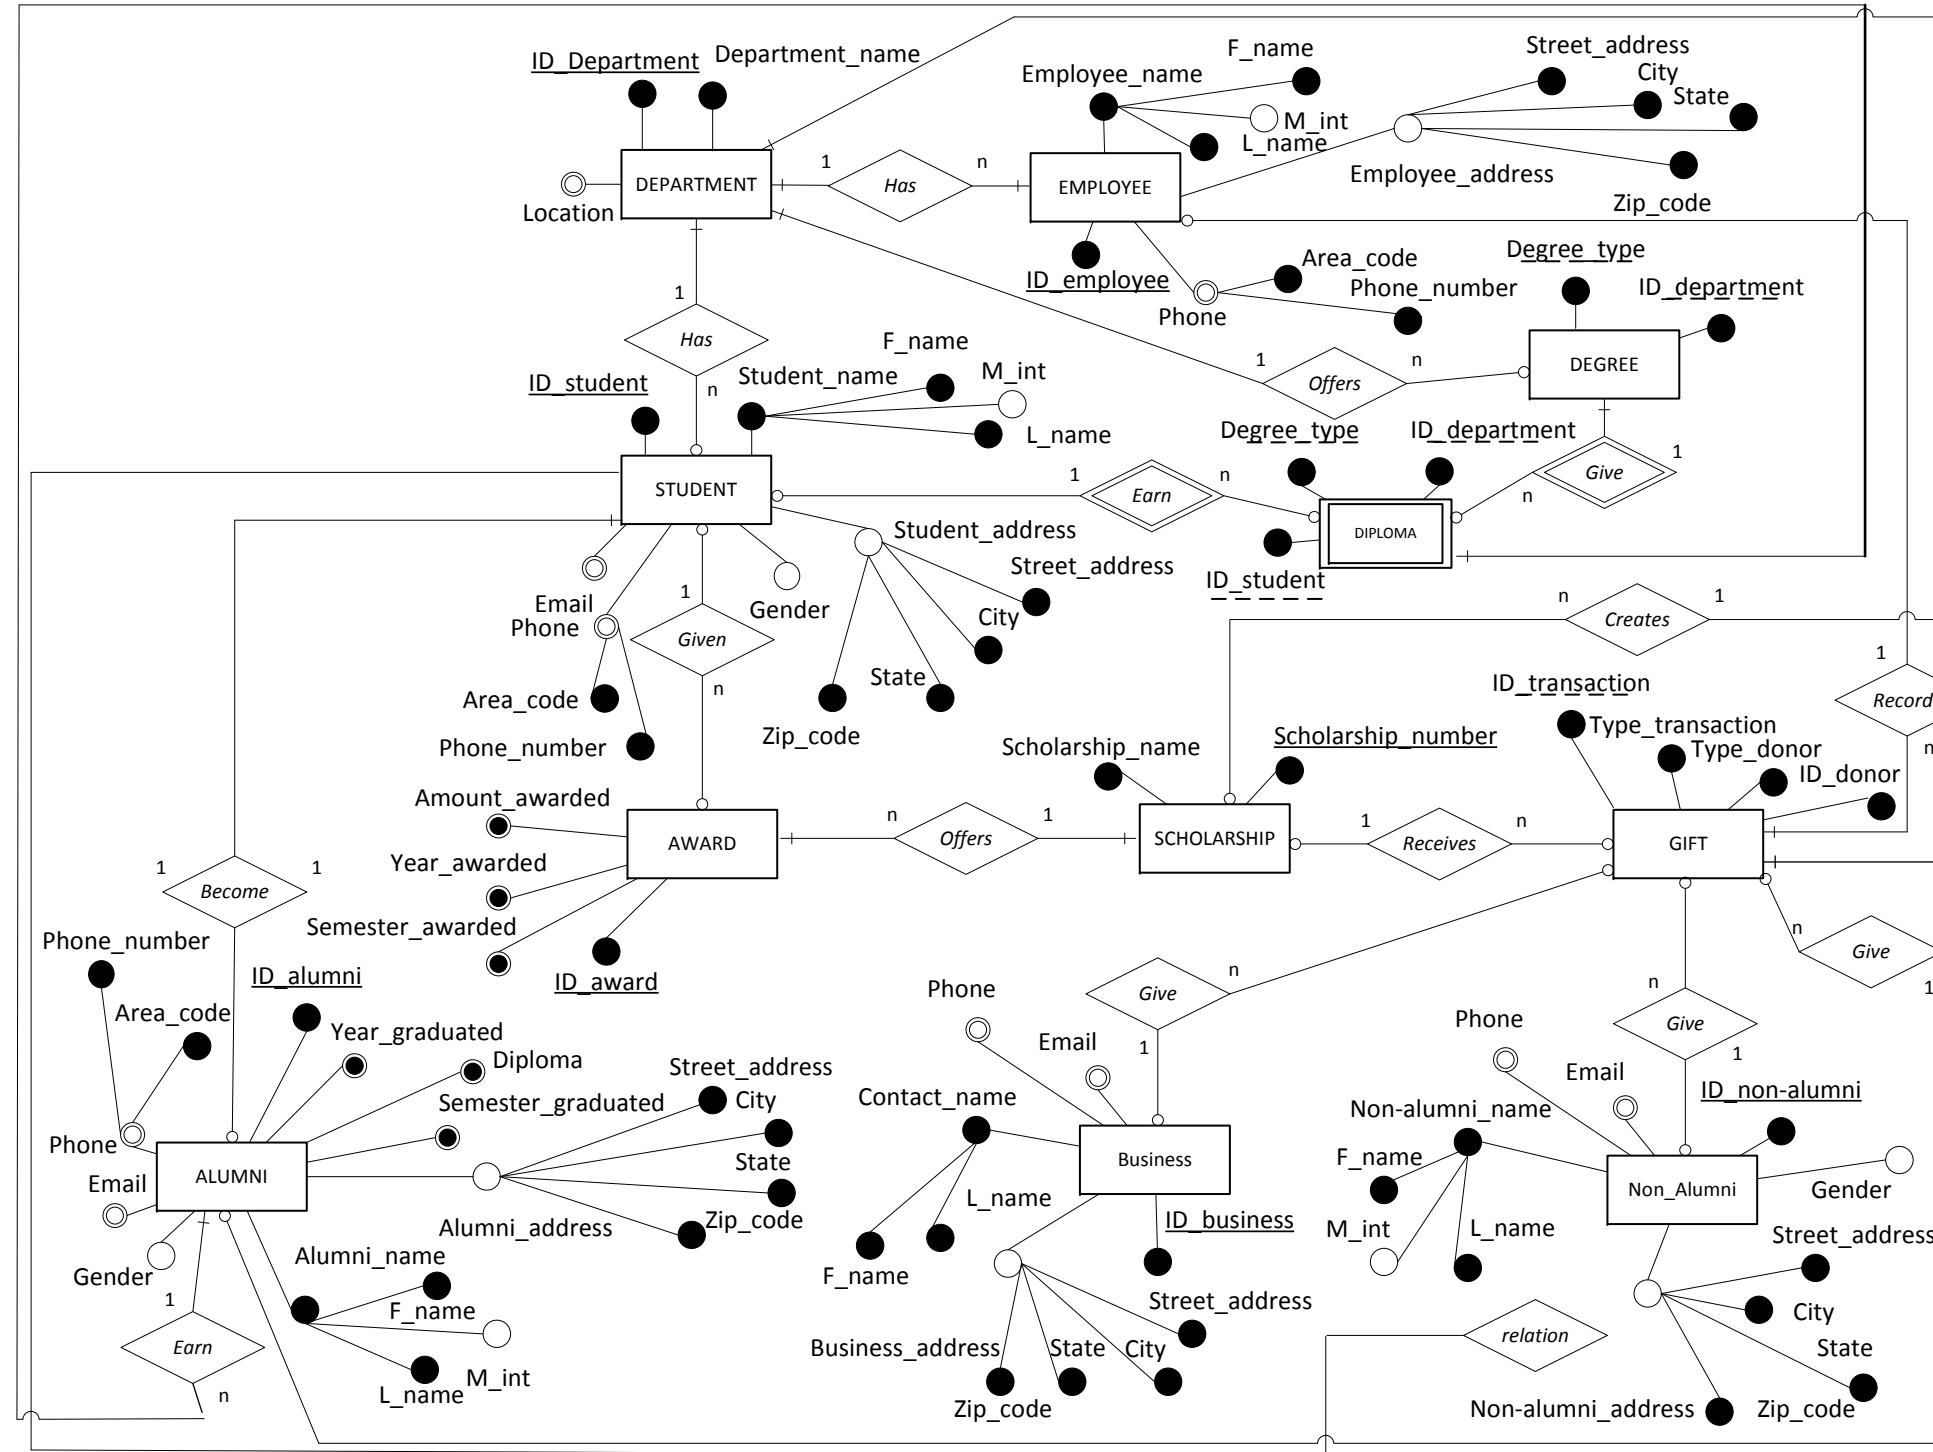 ID_Department
Department_name
DEPARTMENT
Location
1
Has
n
Employee_name
F_name
M_int
L_name
EMPLOYEE
Street_address
City
State
Employee_address
Zip_code
ID_employee
Area_code
Phone_number
Phone
Degree_type
ID_department
DEGREE
1
Offers
n
1
Has
n
ID_student
Student_name
F_name
M_int
L_name
STUDENT
1
Earn
n
Degree_type
ID_department
DIPLOMA
ID_student
Give
1
n
Student_address
Street_address
City
State
Zip_code
Email
Phone
Gender
Area_code
Phone_number
1
Given
n
n
Creates
1
1
Record
n
ID_transaction
Type_transaction
Type_donor
ID_donor
GIFT
Scholarship_name
Scholarship_number
SCHOLARSHIP
1
Receives
n
Amount_awarded
Year_awarded
Semester_awarded
ID_award
AWARD
n
Offers
1
1
Become
1
n
Give
1
n
Give
1
n
Give
1
Phone_number
Area_code
ID_alumni
Year_graduated
Diploma
Semester_graduated
Street_address
City
State
Zip_code
Alumni_address
Phone
Email
Gender
ALUMNI
Alumni_name
F_name
M_int
L_name
1
Earn
n
Phone
Email
Contact_name
L_name
F_name
Business
ID_business
Street_address
Business_address
State
City
Zip_code
Phone
Email
ID_non-alumni
Non-alumni_name
F_name
M_int
L_name
Non_Alumni
Gender
Street_address
City
State
Zip_code
Non-alumni_address
relation